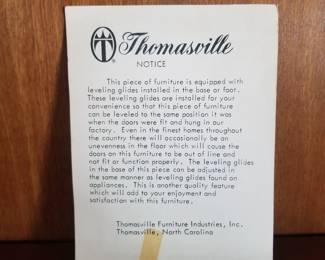 Thomasville
NOTICE
This piece of furniture is equipped with
leveling glides installed in the base or foot.
These leveling glides are installed for your
convenience so that this piece of furniture
can be leveled to the same position it was
when the doors were fit and hung in our
factory. Even in the finest homes throughout
the country there will occasionally be an
unevenness in the floor which will cause the
doors on this furniture to be out of line and
not fit or function properly. The leveling glides
in the base of this piece can be adjusted in
the same manner as leveling glides found on
appliances. This is another quality feature
which will add to your enjoyment and
satisfaction with this furniture.
Thomasville Furniture Industries, Inc.
Thomasville, North Carolina